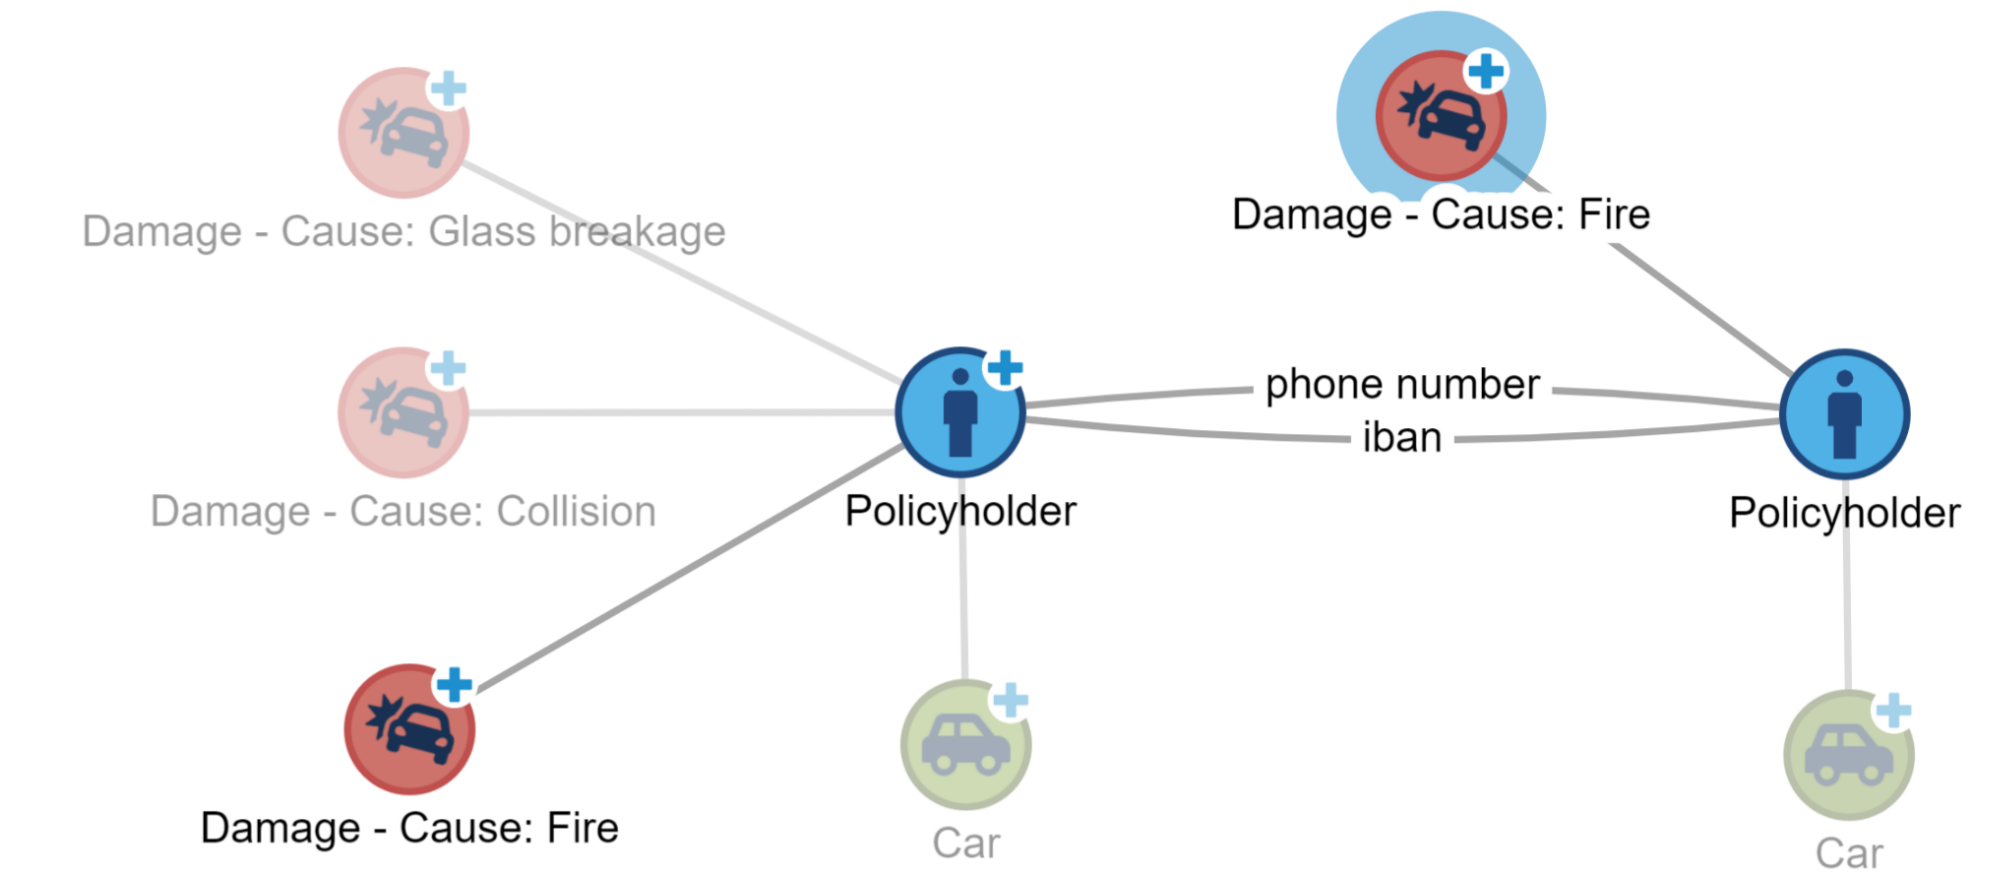 Damage - Cause: Fire
Damage - Cause: Glass breakage
phone number
iban
Damage - Cause: Collision
Policyholder
Policyholder
Damage - Cause: Fire
Car
Car